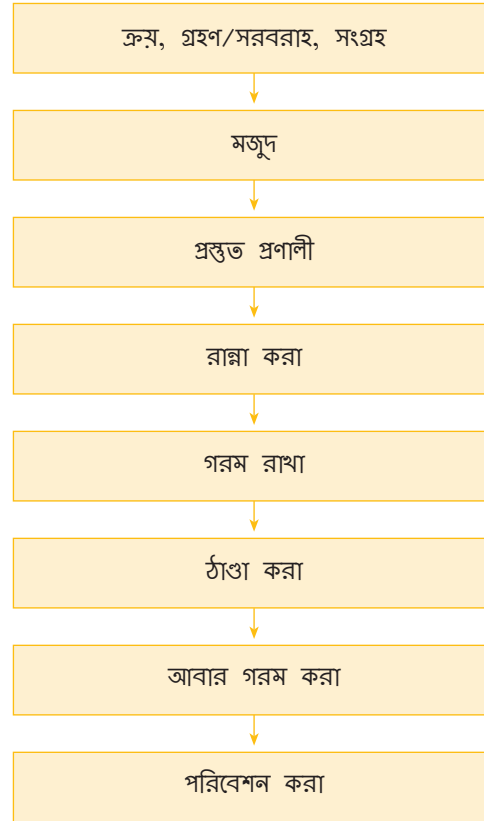 ক্রয়, গ্রহণ/সরবরাহ, সংগ্রহ
মজুদ
প্রস্তুত প্রণালী
রান্না করা
গরম রাখা
ঠাণ্ডা করা
আবার গরম করা
পরিবেশন করা